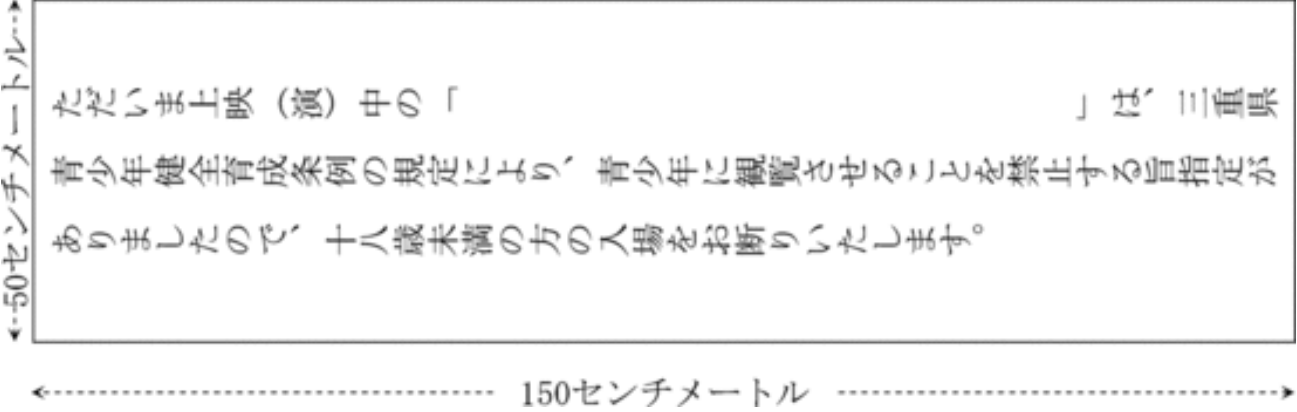 ただいま上映（演）中の「　　　　　　　　　　　　　　　　　」は、三重県
青少年健全育成条例の規定により、青少年に観覧させることを禁止する旨指定が
ありましたので、十八歳未満の方の入場をお断りいたします。
50センチメートル
150センチメートル